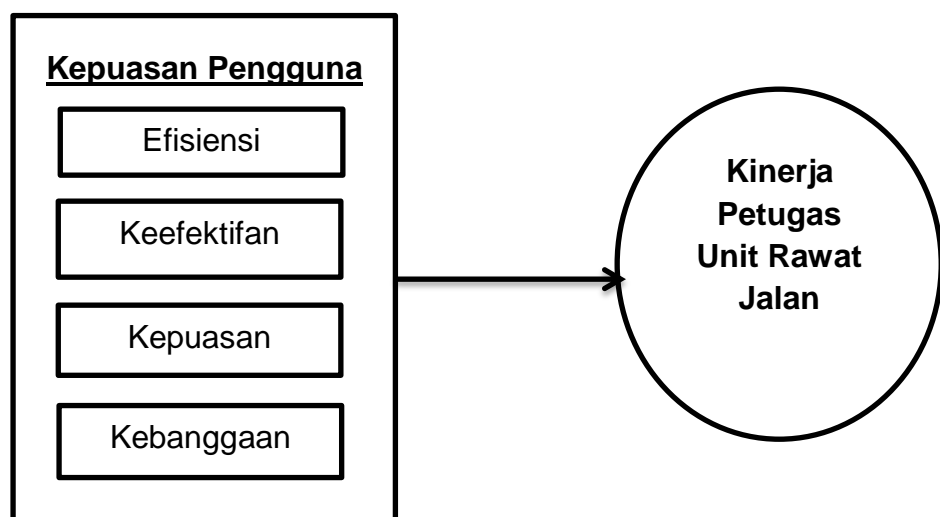 Kepuasan Pengguna
Efisiensi
Keefektifan
Kepuasan
Kebanggaan
Kinerja
Petugas
Unit Rawat
Jalan